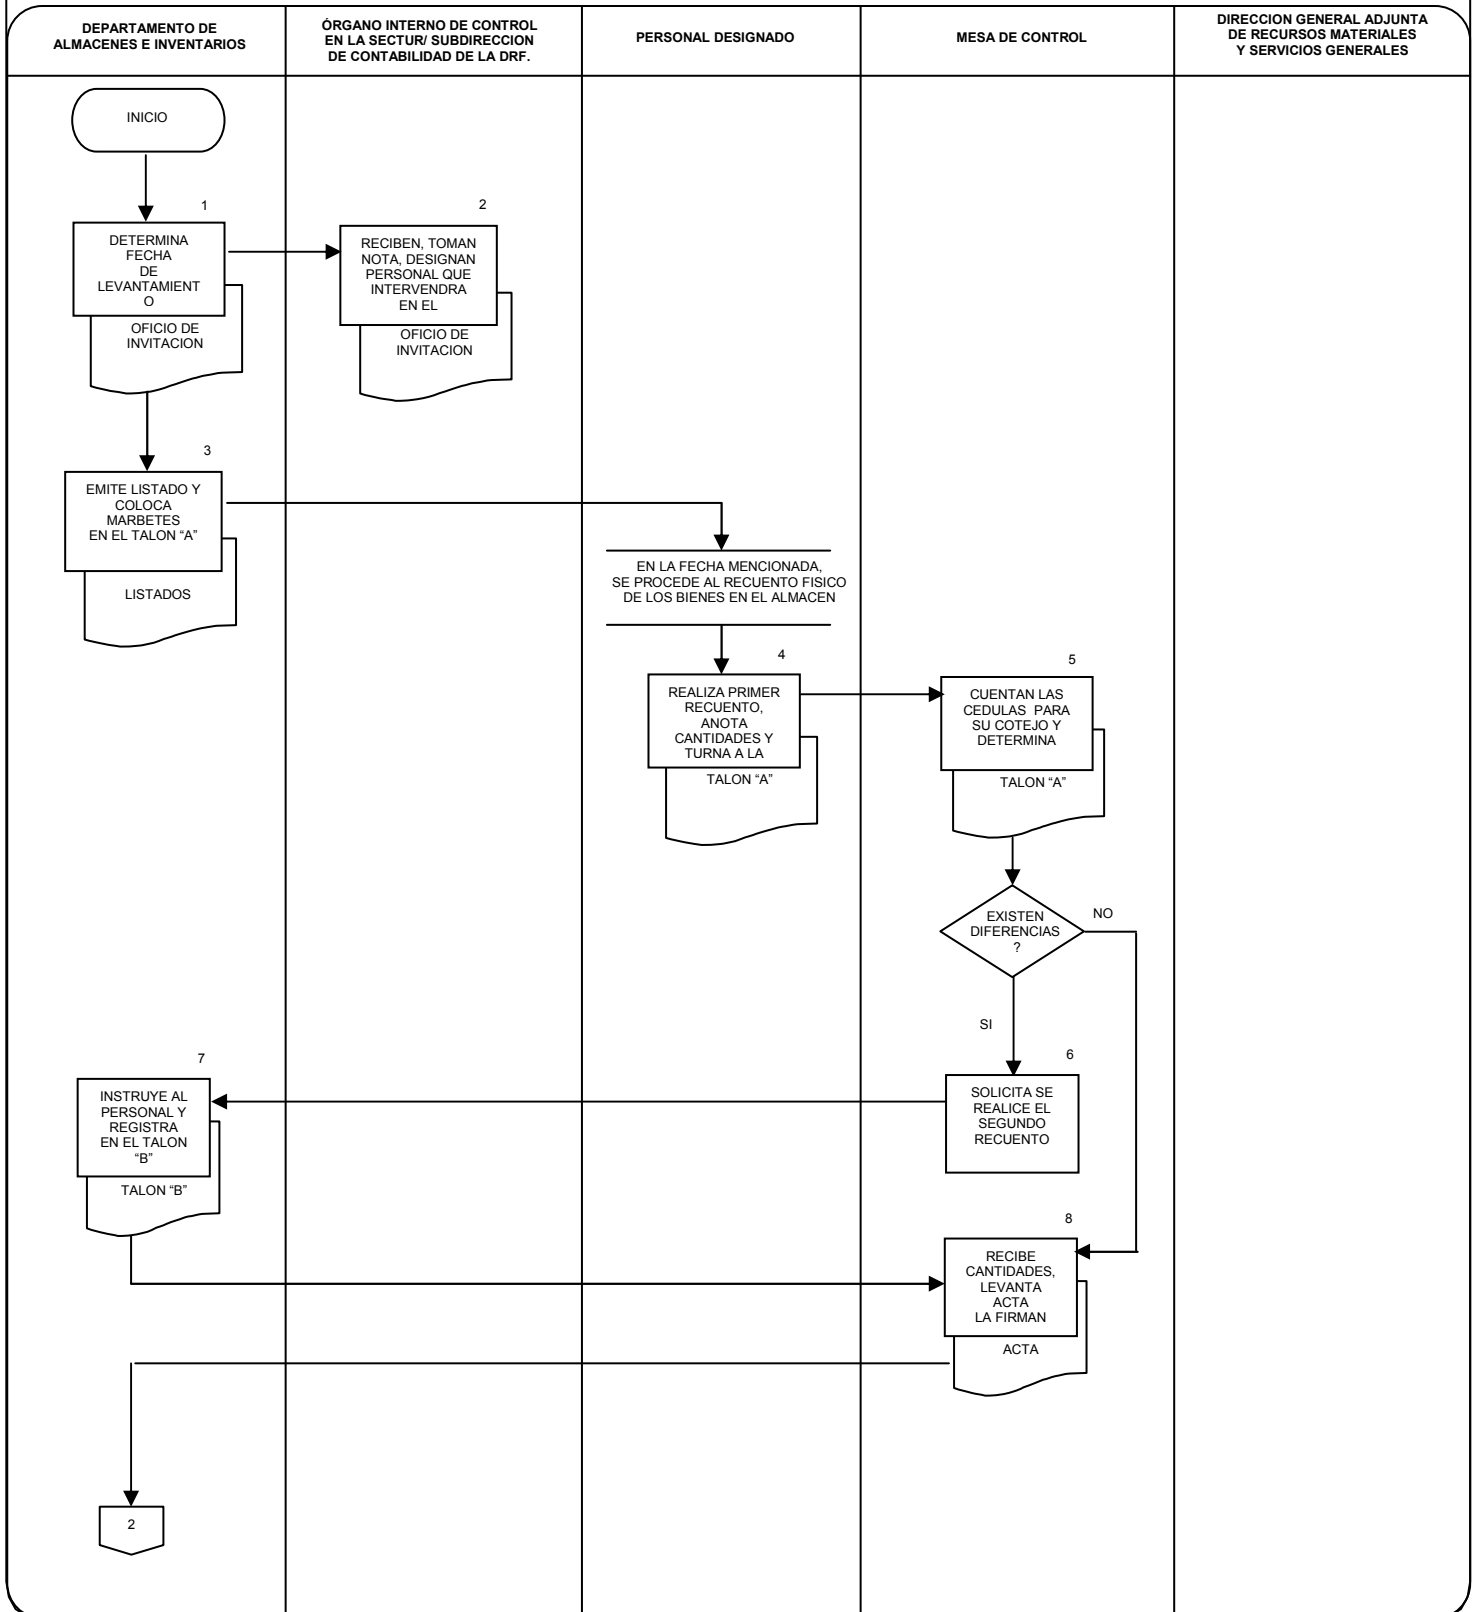 DEPARTAMENTO DE
ALMACENES E INVENTARIOS
ÓRGANO INTERNO DE CONTROL
EN LA SECTUR/ SUBDIRECCION
DE CONTABILIDAD DE LA DRF.
PERSONAL DESIGNADO
MESA DE CONTROL
DIRECCION GENERAL ADJUNTA
DE RECURSOS MATERIALES
Y SERVICIOS GENERALES
INICIO
1
DETERMINA
FECHA
DE
LEVANTAMIENT
O
OFICIO DE
INVITACION
2
RECIBEN, TOMAN
NOTA, DESIGNAN
PERSONAL QUE
INTERVENDRA
EN EL
OFICIO DE
INVITACION
3
EMITE LISTADO Y
COLOCA
MARBETES
EN EL TALON “A”
LISTADOS
EN LA FECHA MENCIONADA,
SE PROCEDE AL RECUENTO FISICO
DE LOS BIENES EN EL ALMACEN
4
REALIZA PRIMER
RECUENTO,
ANOTA
CANTIDADES Y
TURNA A LA
TALON “A”
5
CUENTAN LAS
CEDULAS PARA
SU COTEJO Y
DETERMINA
TALON “A”
EXISTEN
DIFERENCIAS
?
NO
SI
6
SOLICITA SE
REALICE EL
SEGUNDO
RECUENTO
7
INSTRUYE AL
PERSONAL Y
REGISTRA
EN EL TALON
“B”
TALON “B”
8
RECIBE
CANTIDADES,
LEVANTA
ACTA
LA FIRMAN
ACTA
2